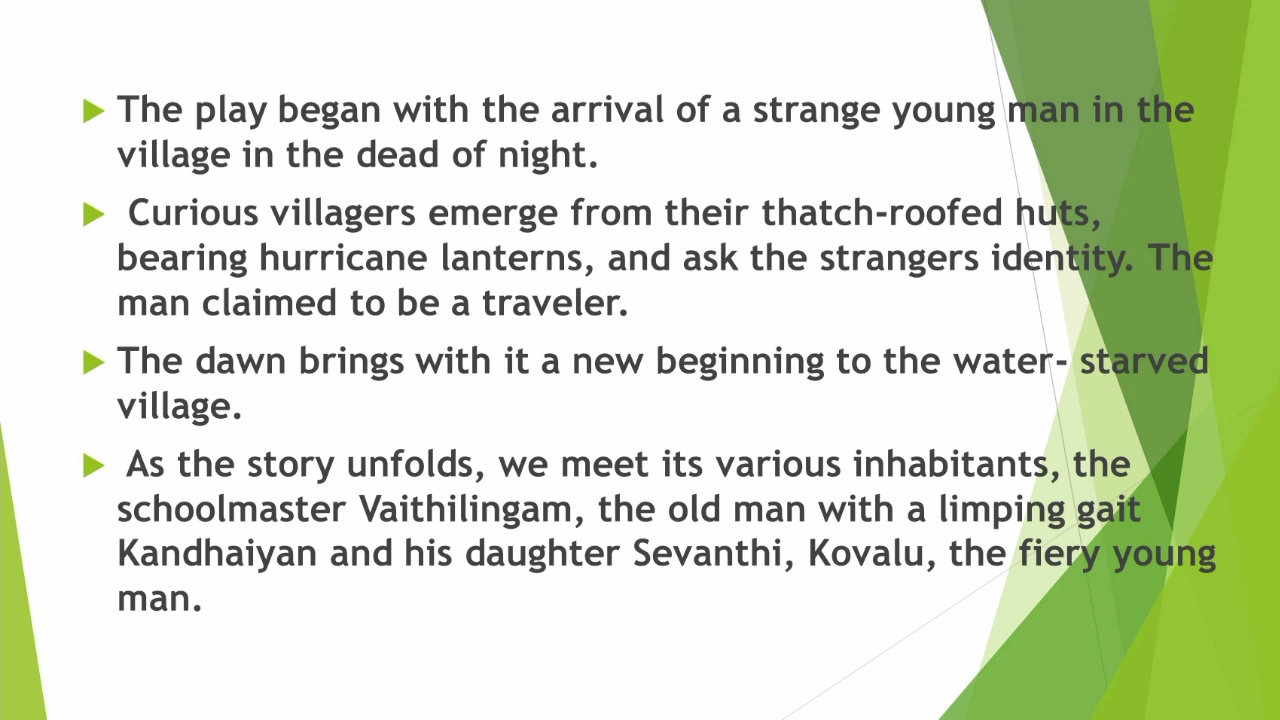 The play began with the arrival of a strange young man in the
village in the dead of night.
Curious villagers emerge from their thatch-roofed huts,
bearing hurricane lanterns, and ask the strangers identity. The
man claimed to be a traveler.
The dawn brings with it a new beginning to the water- starved
village.
As the story unfolds, we meet its various inhabitants, the
schoolmaster Vaithilingam, the old man with a limping gait
Kandhaiyan and his daughter Sevanthi, Kovalu, the fiery young
man.